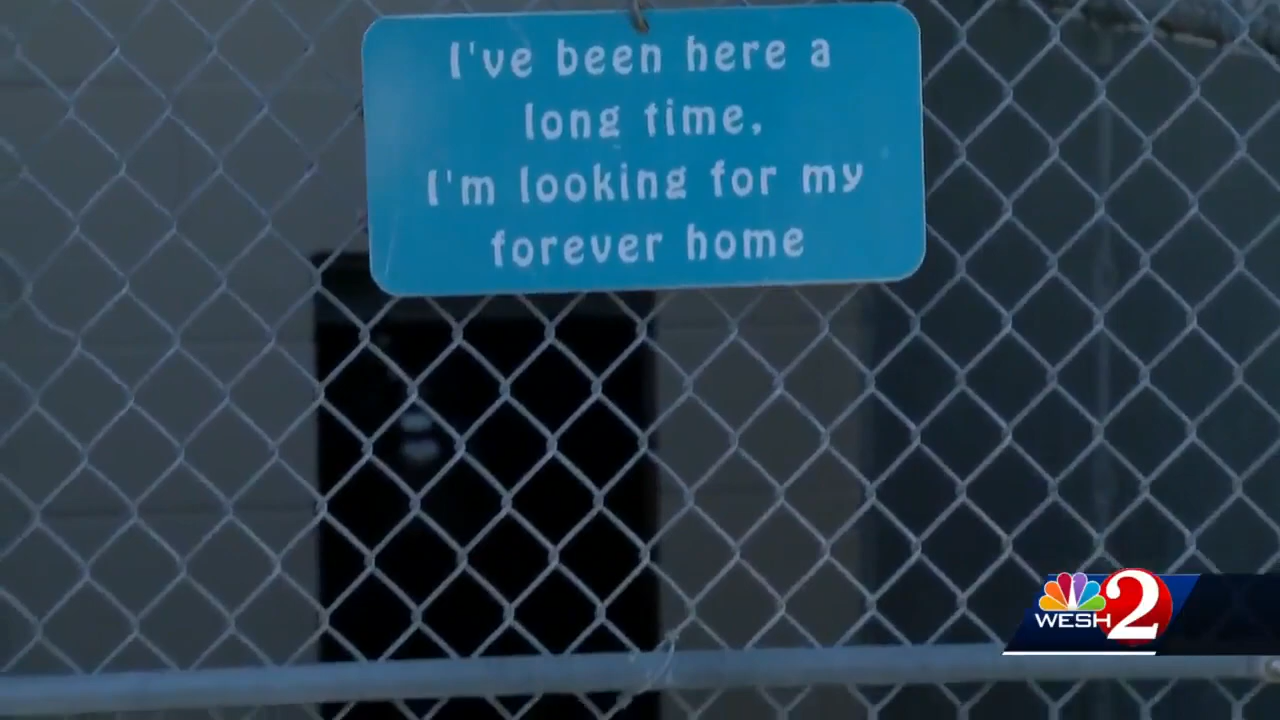 I've been here a
long time,
I'm looking for my
forever home
WESH 2